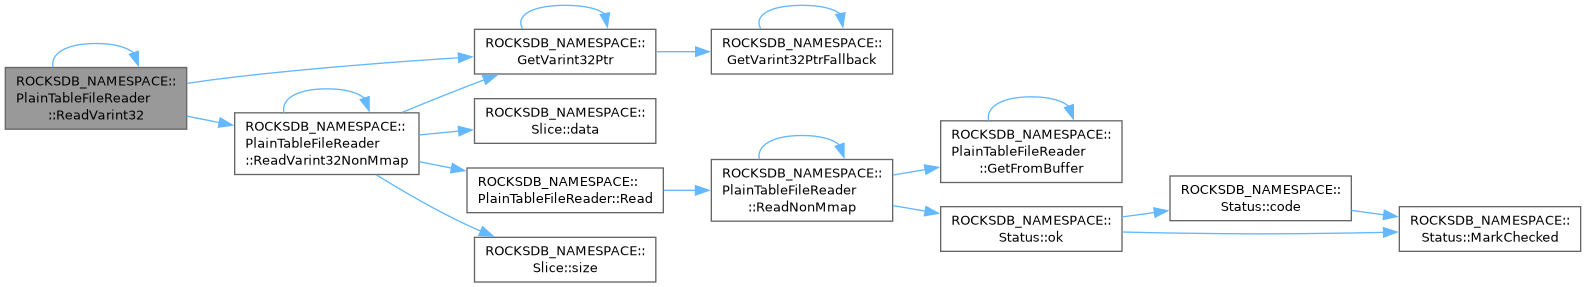 ROCKSDB_NAMESPACE::
PlainTableFileReader
::ReadVarint32
ROCKSDB_NAMESPACE::
GetVarint32Ptr
ROCKSDB_NAMESPACE::
GetVarint32PtrFallback
ROCKSDB_NAMESPACE::
PlainTableFileReader
::ReadVarint32NonMmap
ROCKSDB_NAMESPACE::
Slice::data
ROCKSDB_NAMESPACE::
PlainTableFileReader::Read
ROCKSDB_NAMESPACE::
Slice::size
ROCKSDB_NAMESPACE::
PlainTableFileReader
::ReadNonMmap
ROCKSDB_NAMESPACE::
PlainTableFileReader
::GetFromBuffer
ROCKSDB_NAMESPACE::
Status::ok
ROCKSDB_NAMESPACE::
Status::code
ROCKSDB_NAMESPACE::
Status::MarkChecked